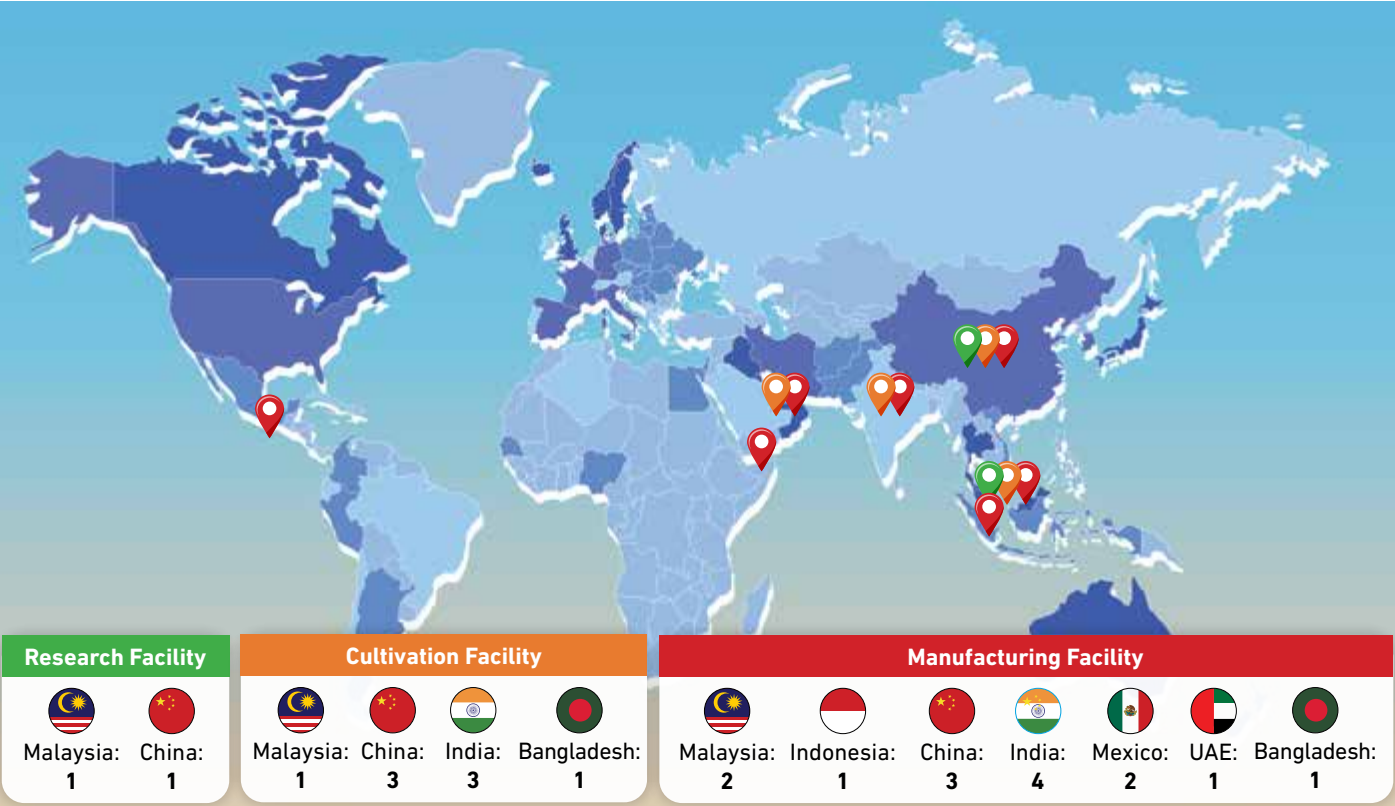 Research Facility
Malaysia:
1
China:
1
Cultivation Facility
Malaysia:
1
China:
3
India:
3
Bangladesh:
1
Manufacturing Facility
Malaysia:
2
Indonesia:
1
China:
3
India:
4
Mexico:
2
UAE:
1
Bangladesh:
1